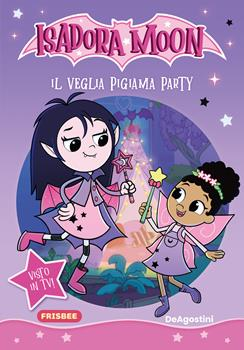 ISADORA MOON
IL VEGLIA PIGIAMA PARTY
VISTO
IN TV!
FRISBEE
DeAGOSTINI